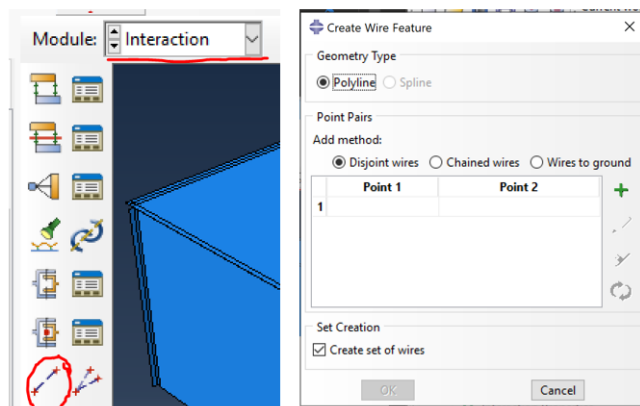 Module: Interaction
Create Wire Feature
Geometry Type
Polyline Spline
Point Pairs
Add method:
Disjoint wires Chained wires Wires to ground
Point 1 Point 2
1
Set Creation
Create set of wires
OK Cancel